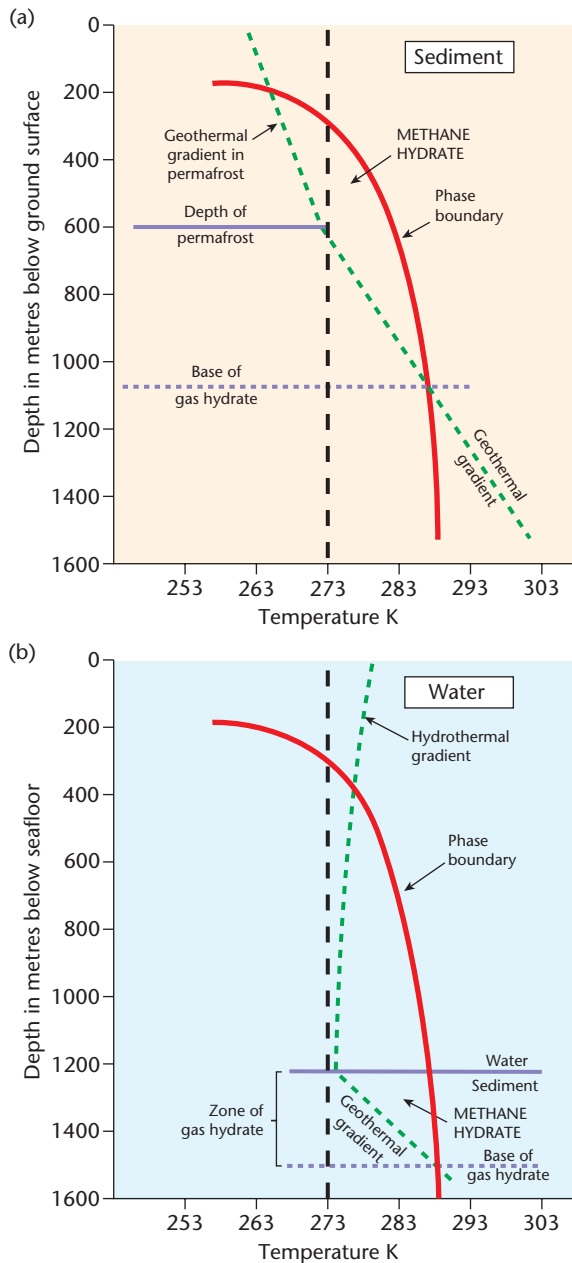 (a)
0
200
400
600
800
1000
1200
1400
1600
Depth in metres below ground surface
Sediment
Geothermal
gradient in
permafrost
METHANE
HYDRATE
Phase
boundary
Depth of
permafrost
Base of
gas hydrate
Geothermal
gradient
253 263 273 283 293 303
Temperature K
(b)
0
200
400
600
800
1000
1200
1400
1600
Depth in metres below seafloor
Water
Hydrothermal
gradient
Phase
boundary
Water
Sediment
Zone of
gas hydrate
Geothermal
gradient
METHANE
HYDRATE
Base of
gas hydrate
253 263 273 283 293 303
Temperature K